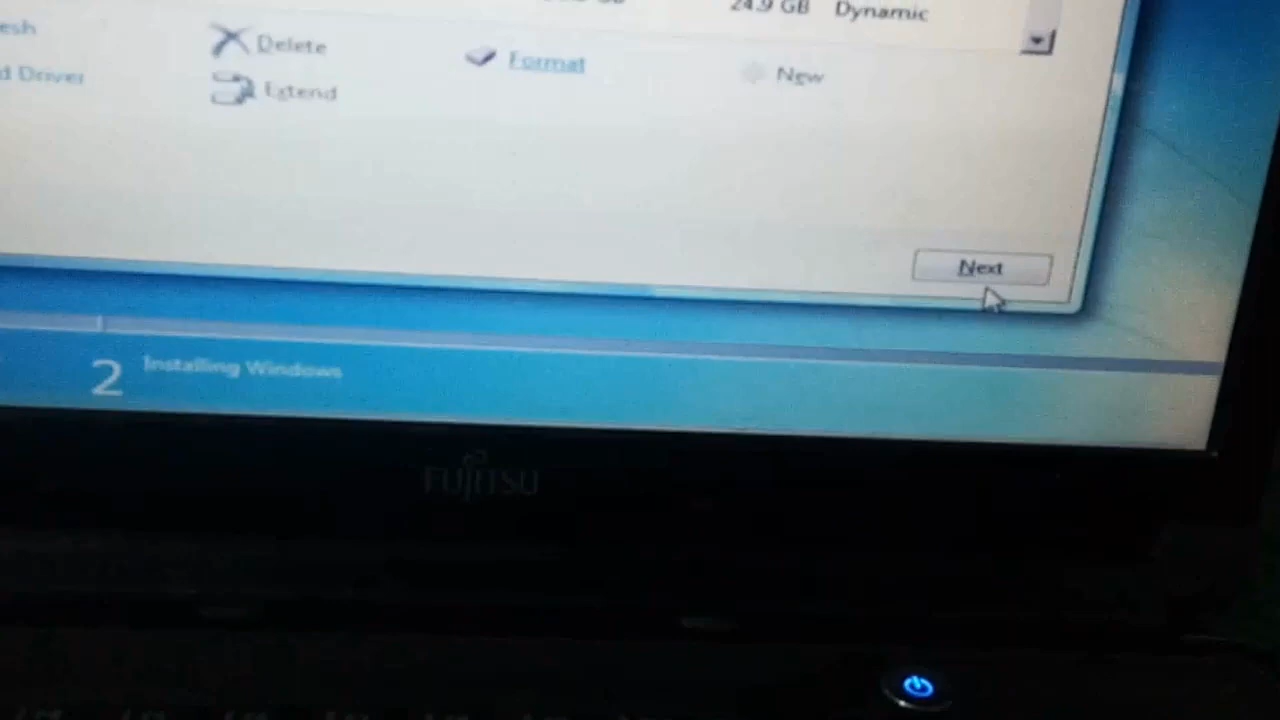 24.9 GB Dynamic
esh Delete Format New
d Driver Extend
Next
2 Installing Windows
FUJITSU